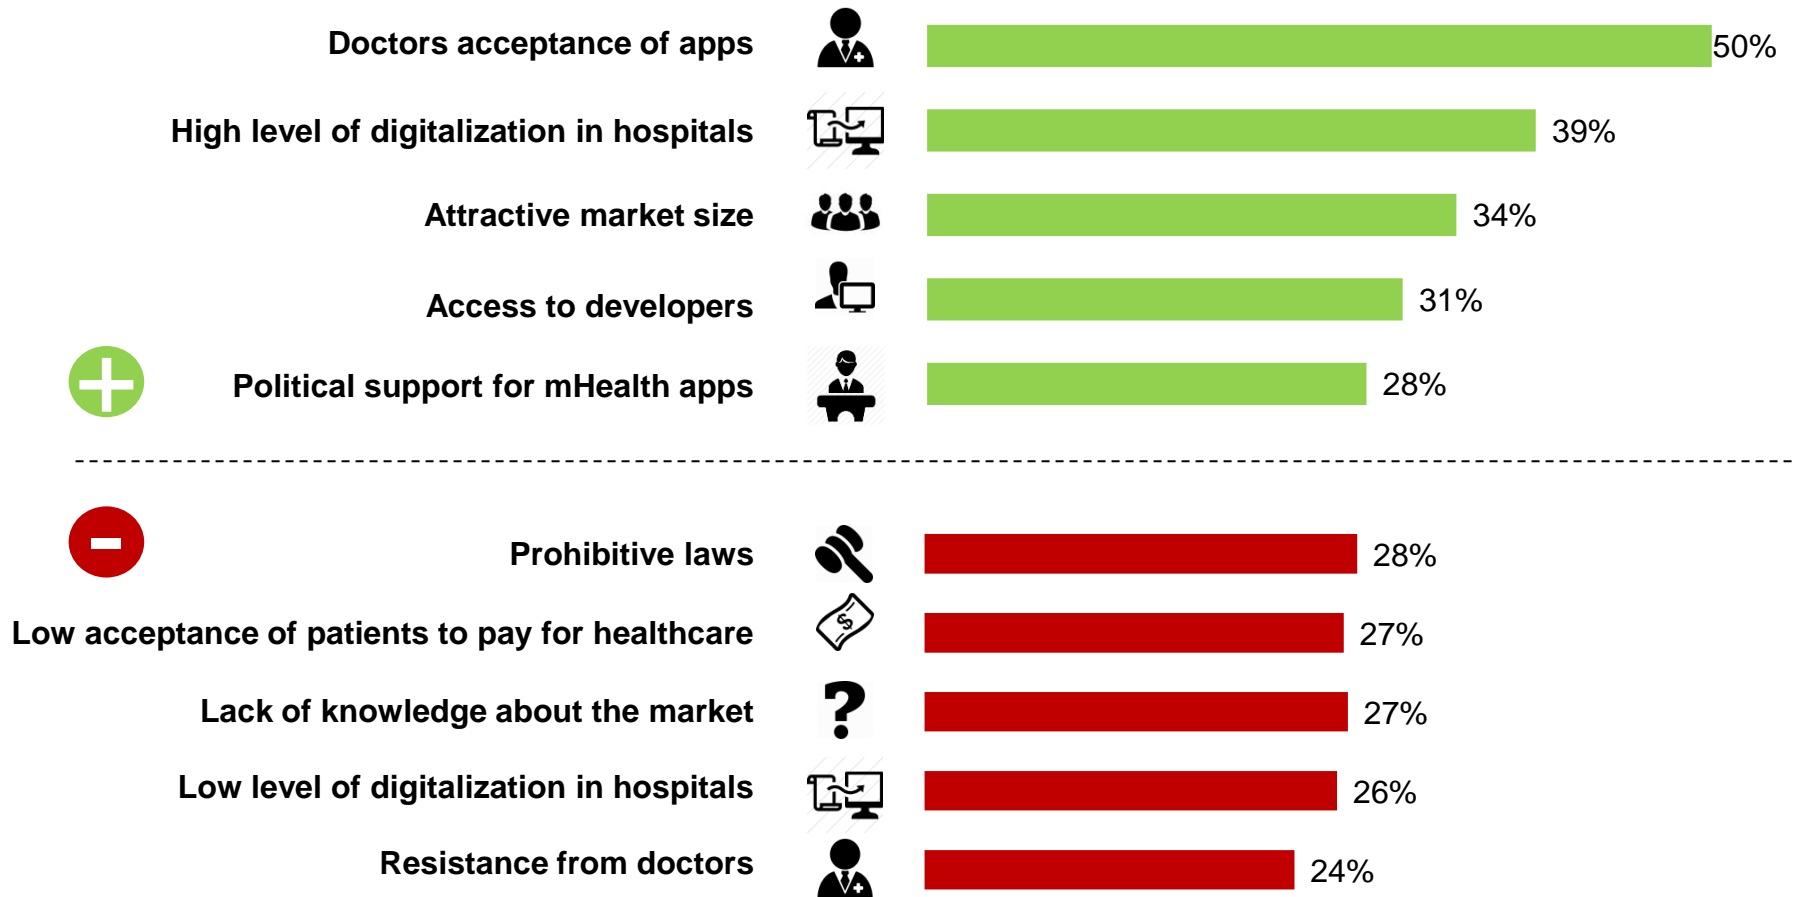 Doctors acceptance of apps 50%
High level of digitalization in hospitals 39%
Attractive market size 34%
Access to developers 31%
+ Political support for mHealth apps 28%
- Prohibitive laws 28%
Low acceptance of patients to pay for healthcare $ 27%
Lack of knowledge about the market ? 27%
Low level of digitalization in hospitals 26%
Resistance from doctors 24%